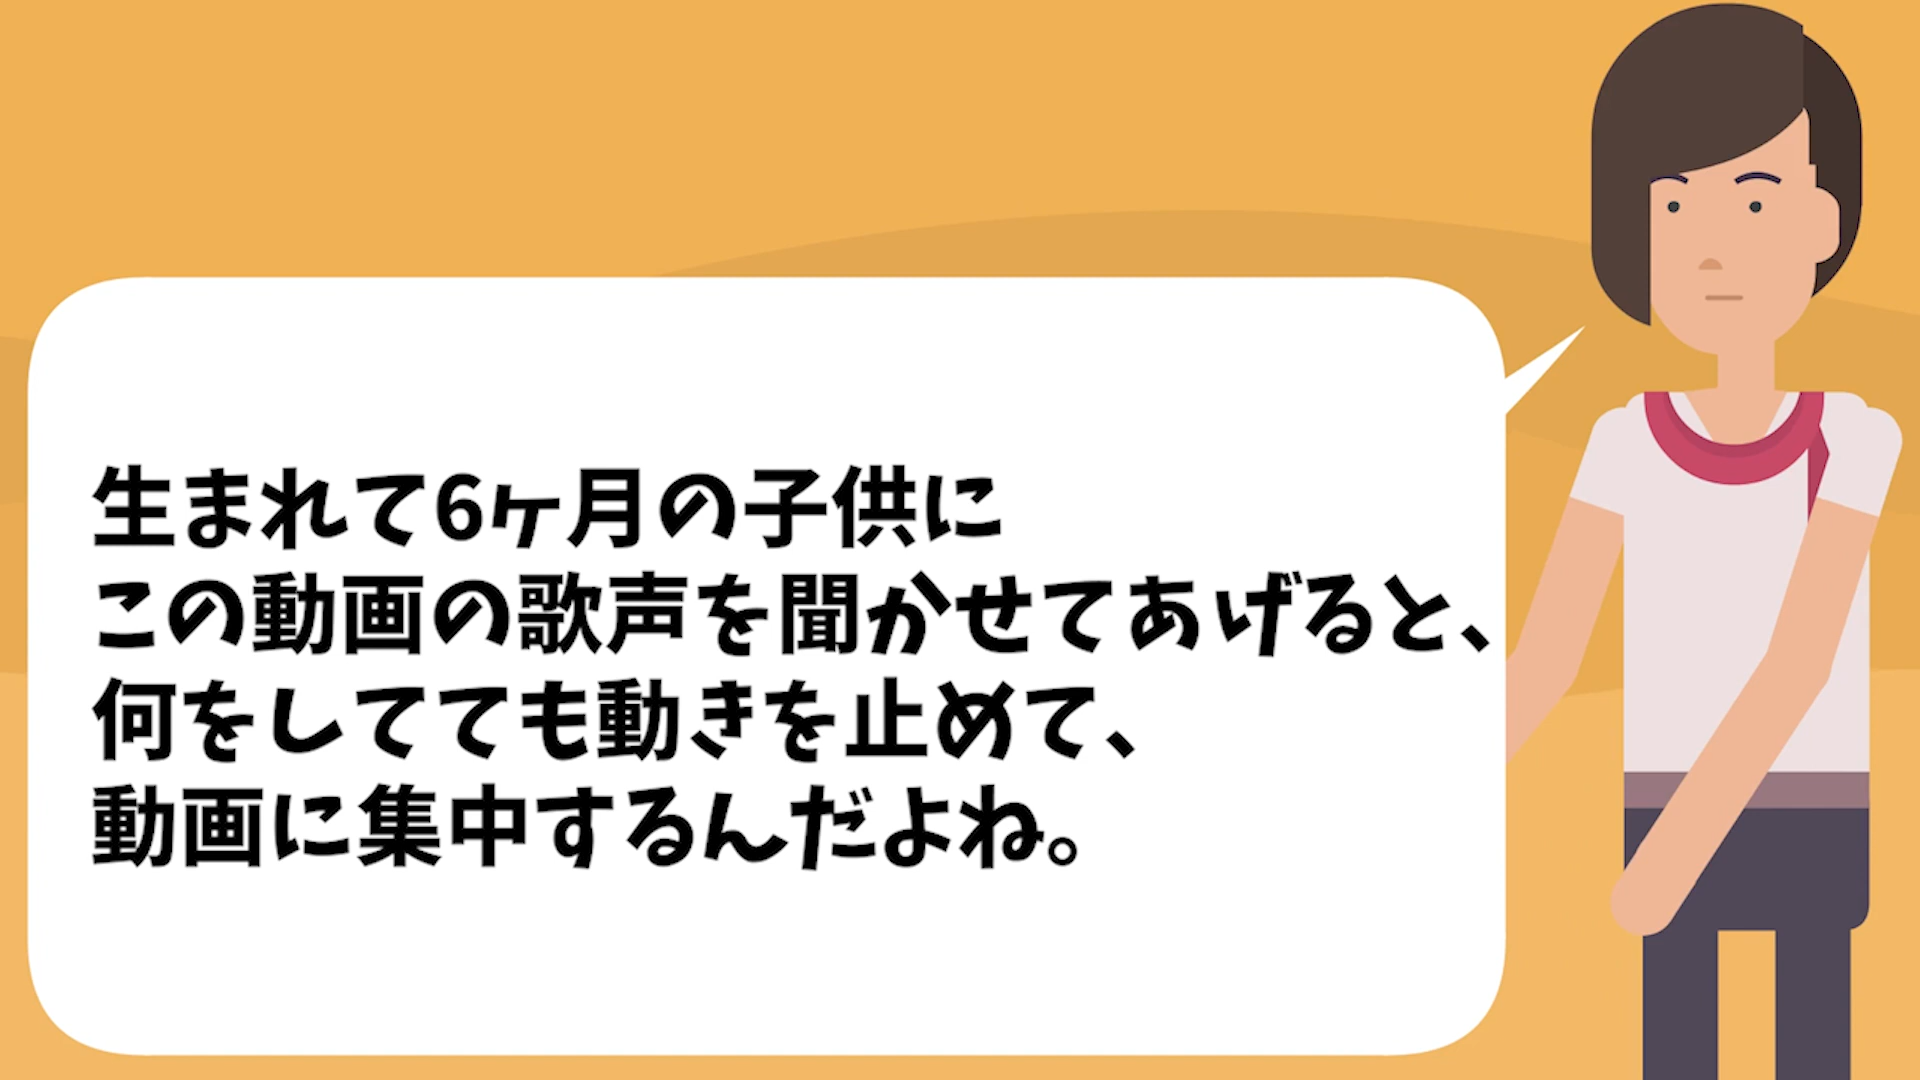 生まれて6ヶ月の子供に
この動画の歌声を聞かせてあげると、
何をしてても動きを止めて、
動画に集中するんだよね。